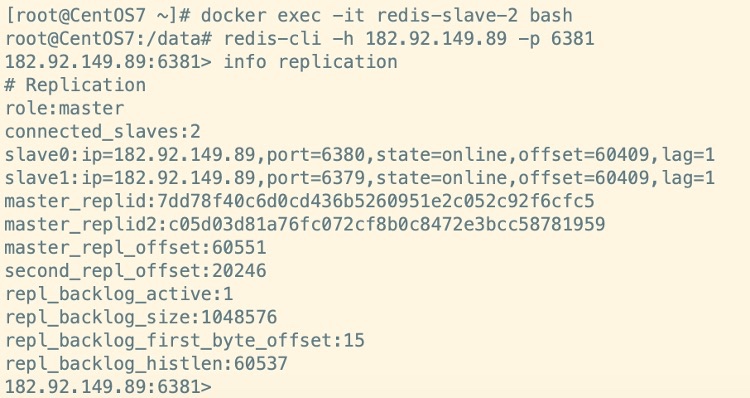 [root@CentOS7 ~]# docker exec -it redis-slave-2 bash
root@CentOS7:/data# redis-cli -h 182.92.149.89 -p 6381
182.92.149.89:6381> info replication
# Replication
role:master
connected_slaves:2
slave0:ip=182.92.149.89,port=6380,state=online,offset=60409,lag=1
slave1:ip=182.92.149.89,port=6379,state=online,offset=60409,lag=1
master_replid:7dd78f40c6d0cd436b5260951e2c052c92f6cfc5
master_replid2:c05d03d81a76fc072cf8b0c8472e3bcc58781959
master_repl_offset:60551
second_repl_offset:20246
repl_backlog_active:1
repl_backlog_size:1048576
repl_backlog_first_byte_offset:15
repl_backlog_histlen:60537
182.92.149.89:6381>